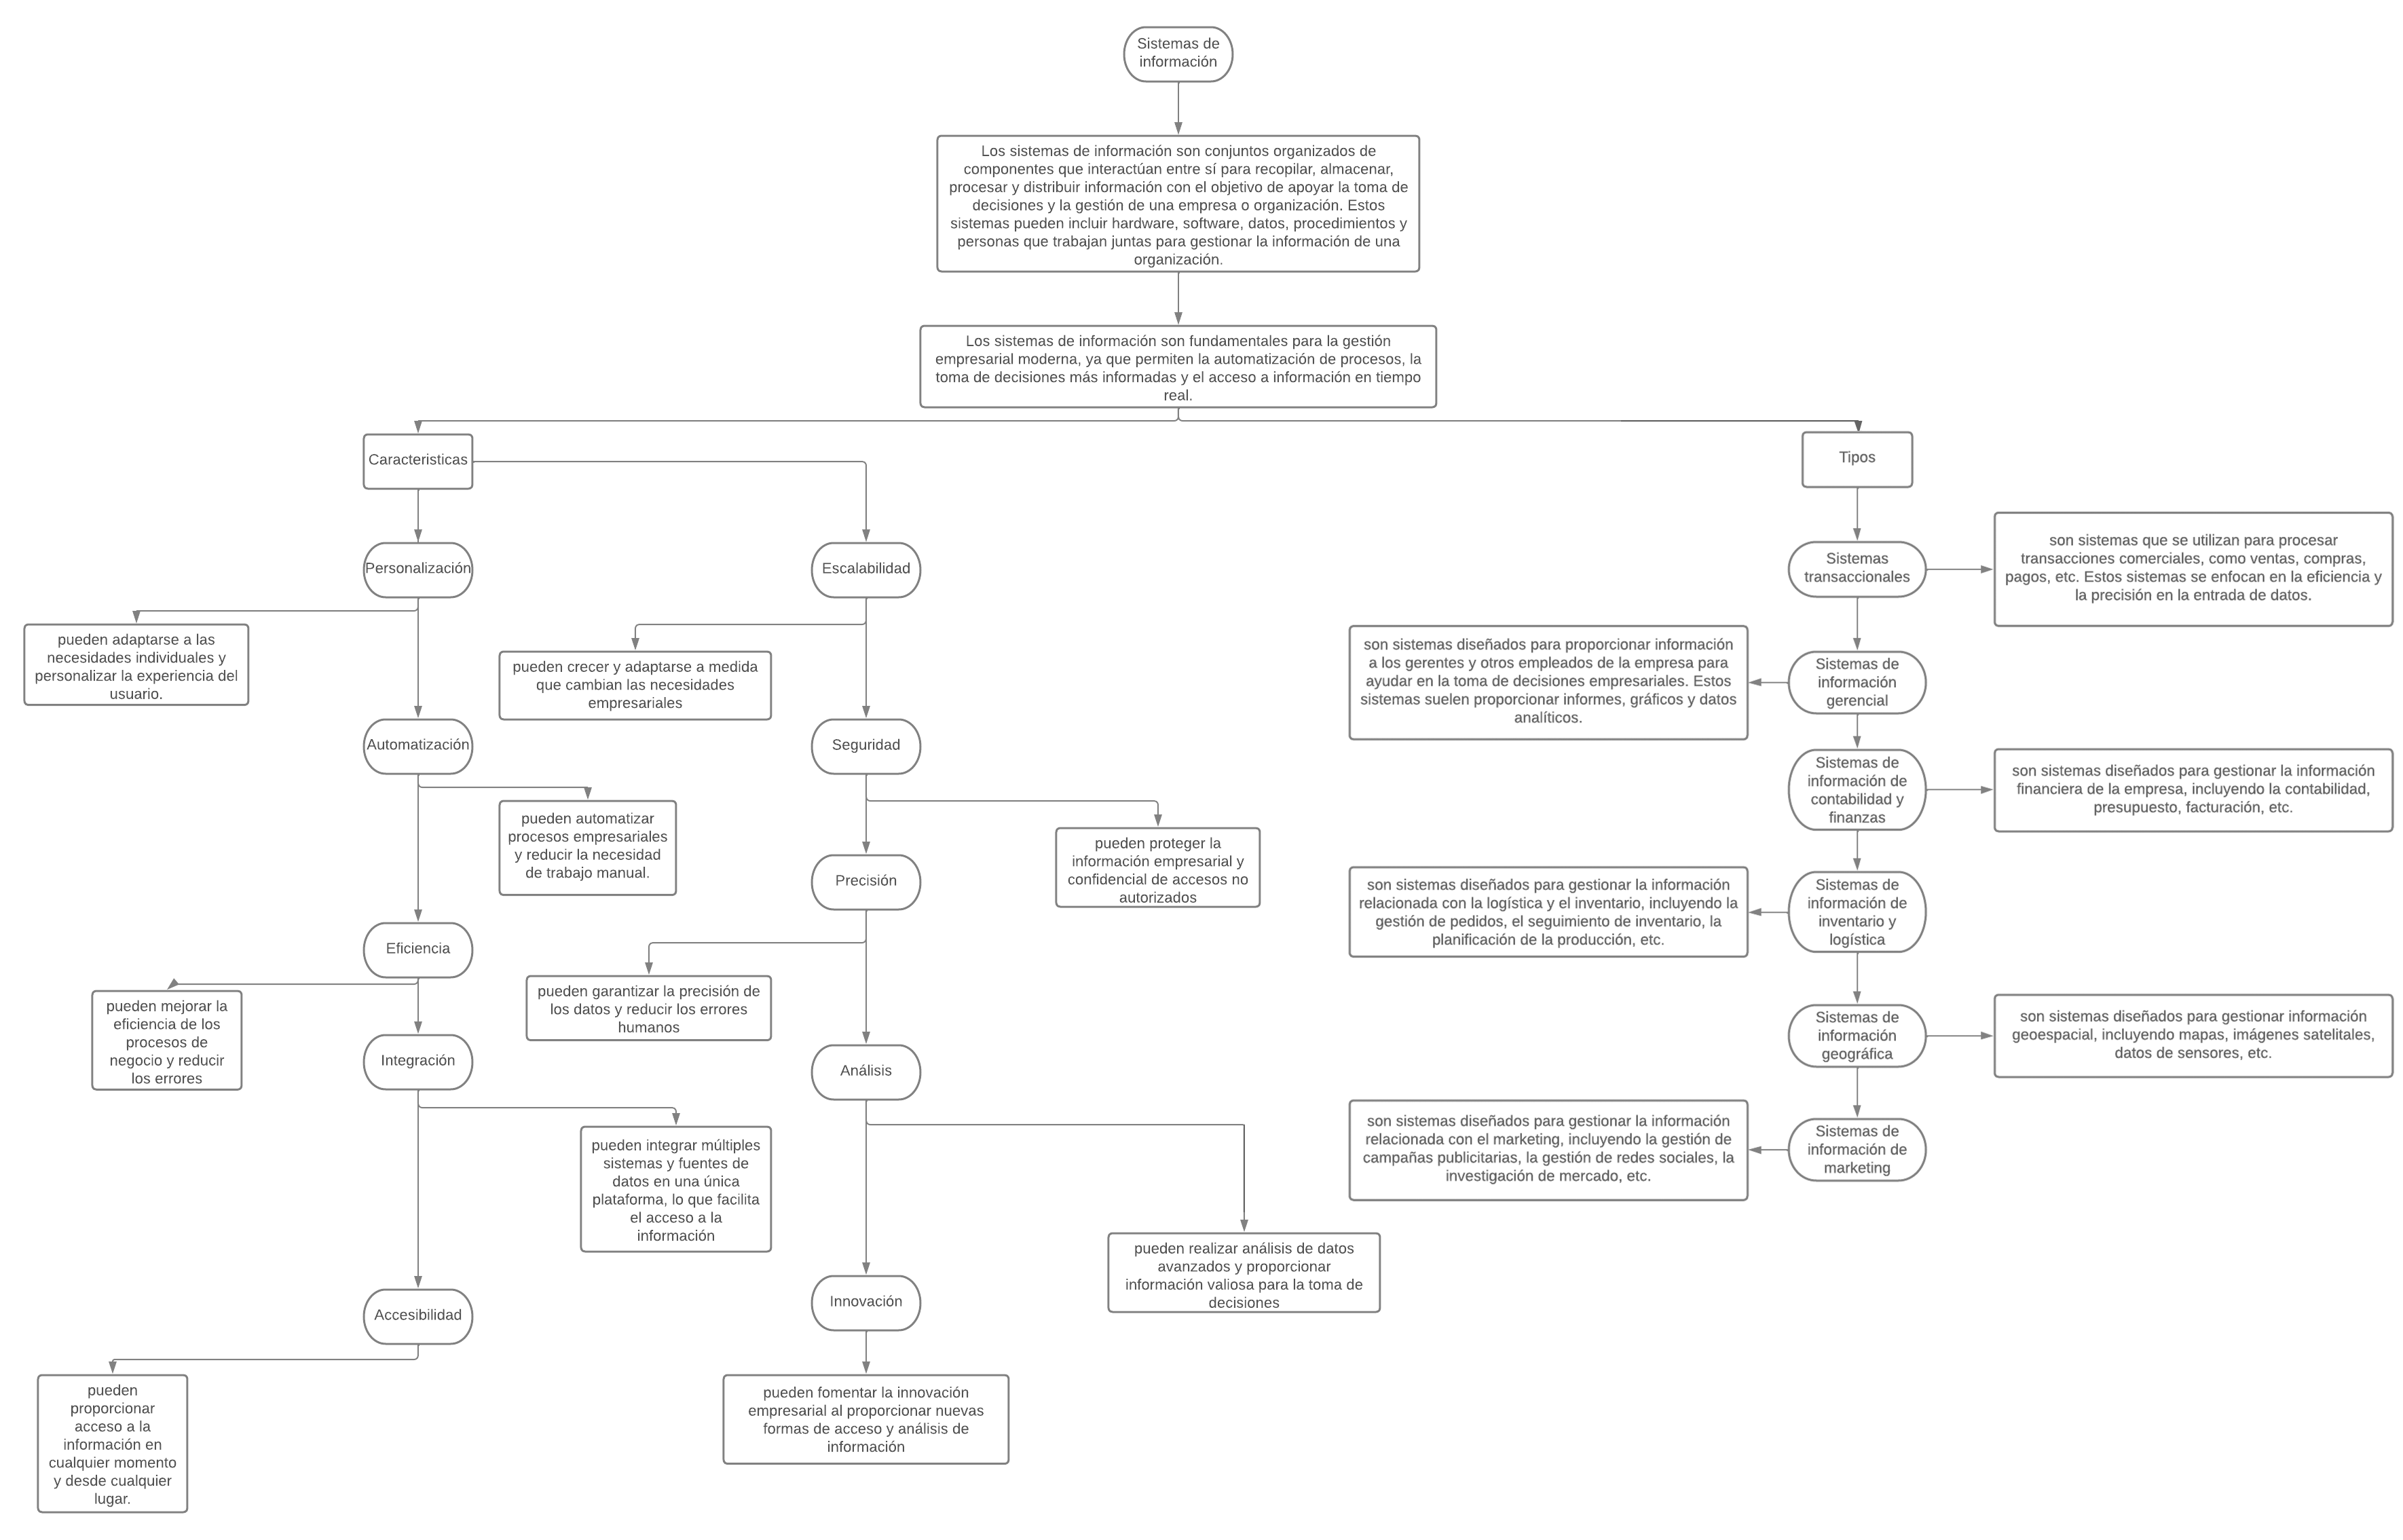 Sistemas de
información
Los sistemas de información son conjuntos organizados de
componentes que interactúan entre sí para recopilar, almacenar,
procesar y distribuir información con el objetivo de apoyar la toma de
decisiones y la gestión de una empresa o organización. Estos
sistemas pueden incluir hardware, software, datos, procedimientos y
personas que trabajan juntas para gestionar la información de una
organización.
Los sistemas de información son fundamentales para la gestión
empresarial moderna, ya que permiten la automatización de procesos, la
toma de decisiones más informadas y el acceso a información en tiempo
real.
Caracteristicas
Personalización
pueden adaptarse a las
necesidades individuales y
personalizar la experiencia del
usuario.
Automatización
pueden automatizar
procesos empresariales
y reducir la necesidad
de trabajo manual.
Eficiencia
pueden mejorar la
eficiencia de los
procesos de
negocio y reducir
los errores
Integración
pueden integrar múltiples
sistemas y fuentes de
datos en una única
plataforma, lo que facilita
el acceso a la
información
Accesibilidad
pueden
proporcionar
acceso a la
información en
cualquier momento
y desde cualquier
lugar.
Escalabilidad
pueden crecer y adaptarse a medida
que cambian las necesidades
empresariales
Seguridad
pueden proteger la
información empresarial y
confidencial de accesos no
autorizados
Precisión
pueden garantizar la precisión de
los datos y reducir los errores
humanos
Análisis
pueden realizar análisis de datos
avanzados y proporcionar
información valiosa para la toma de
decisiones
Innovación
pueden fomentar la innovación
empresarial al proporcionar nuevas
formas de acceso y análisis de
información
Tipos
Sistemas
transaccionales
son sistemas que se utilizan para procesar
transacciones comerciales, como ventas, compras,
pagos, etc. Estos sistemas se enfocan en la eficiencia y
la precisión en la entrada de datos.
Sistemas de
información
gerencial
son sistemas diseñados para proporcionar información
a los gerentes y otros empleados de la empresa para
ayudar en la toma de decisiones empresariales. Estos
sistemas suelen proporcionar informes, gráficos y datos
analíticos.
Sistemas de
información de
contabilidad y
finanzas
son sistemas diseñados para gestionar la información
financiera de la empresa, incluyendo la contabilidad,
presupuesto, facturación, etc.
Sistemas de
información de
inventario y
logística
son sistemas diseñados para gestionar la información
relacionada con la logística y el inventario, incluyendo la
gestión de pedidos, el seguimiento de inventario, la
planificación de la producción, etc.
Sistemas de
información
geográfica
son sistemas diseñados para gestionar información
geoespacial, incluyendo mapas, imágenes satelitales,
datos de sensores, etc.
Sistemas de
información de
marketing
son sistemas diseñados para gestionar la información
relacionada con el marketing, incluyendo la gestión de
campañas publicitarias, la gestión de redes sociales, la
investigación de mercado, etc.